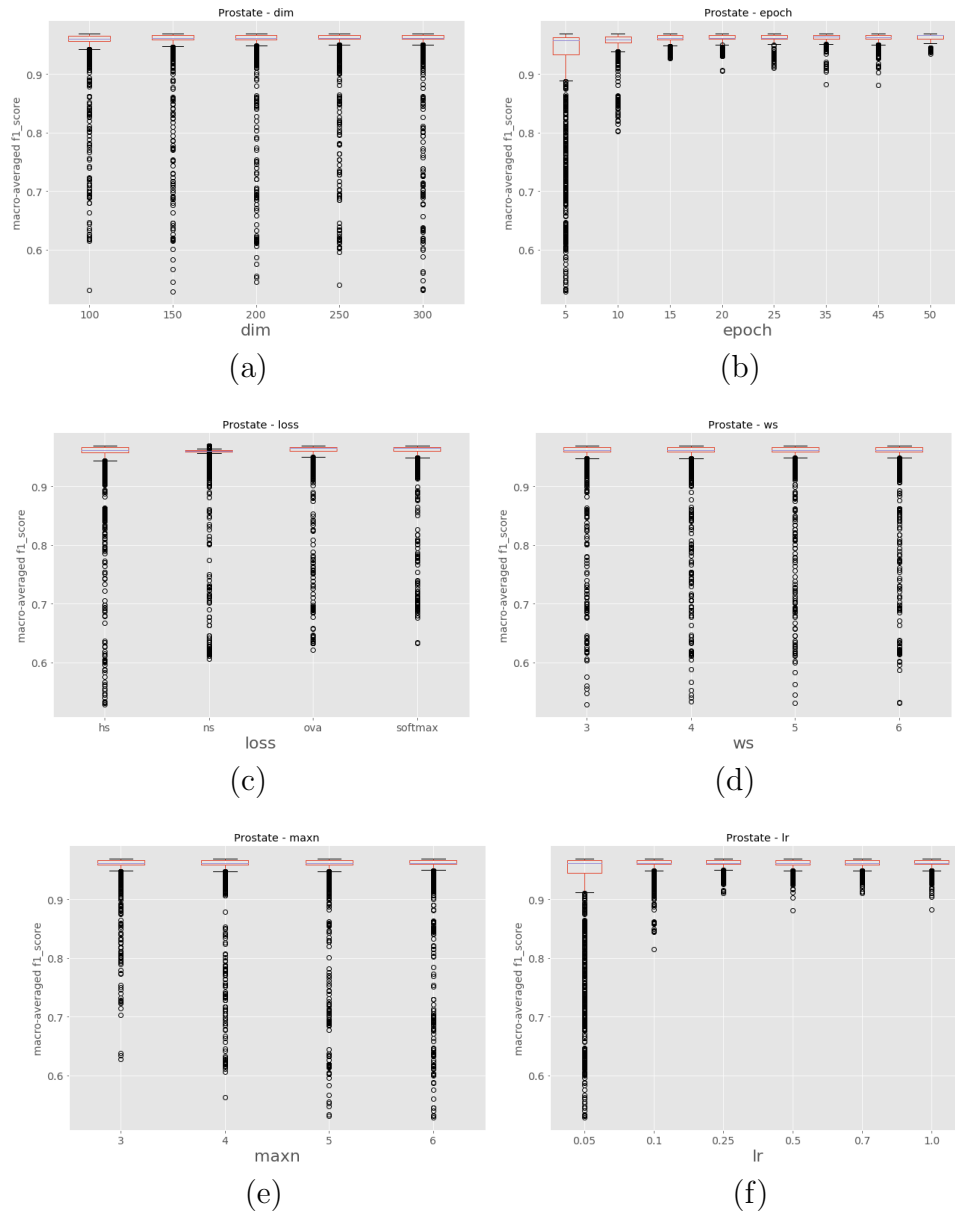 Prostate - dim
macro-averaged f1_score
0.9
0.8
0.7
0.6
100 150 200 250 300
dim
(a)
Prostate - epoch
macro-averaged f1_score
0.9
0.8
0.7
0.6
5 10 15 20 25 35 45 50
epoch
(b)
Prostate - loss
macro-averaged f1_score
0.9
0.8
0.7
0.6
hs ns ova softmax
loss
(c)
Prostate - ws
macro-averaged f1_score
0.9
0.8
0.7
0.6
3 4 5 6
ws
(d)
Prostate - maxn
macro-averaged f1_score
0.9
0.8
0.7
0.6
3 4 5 6
maxn
(e)
Prostate - lr
macro-averaged f1_score
0.9
0.8
0.7
0.6
0.05 0.1 0.25 0.5 0.7 1.0
lr
(f)